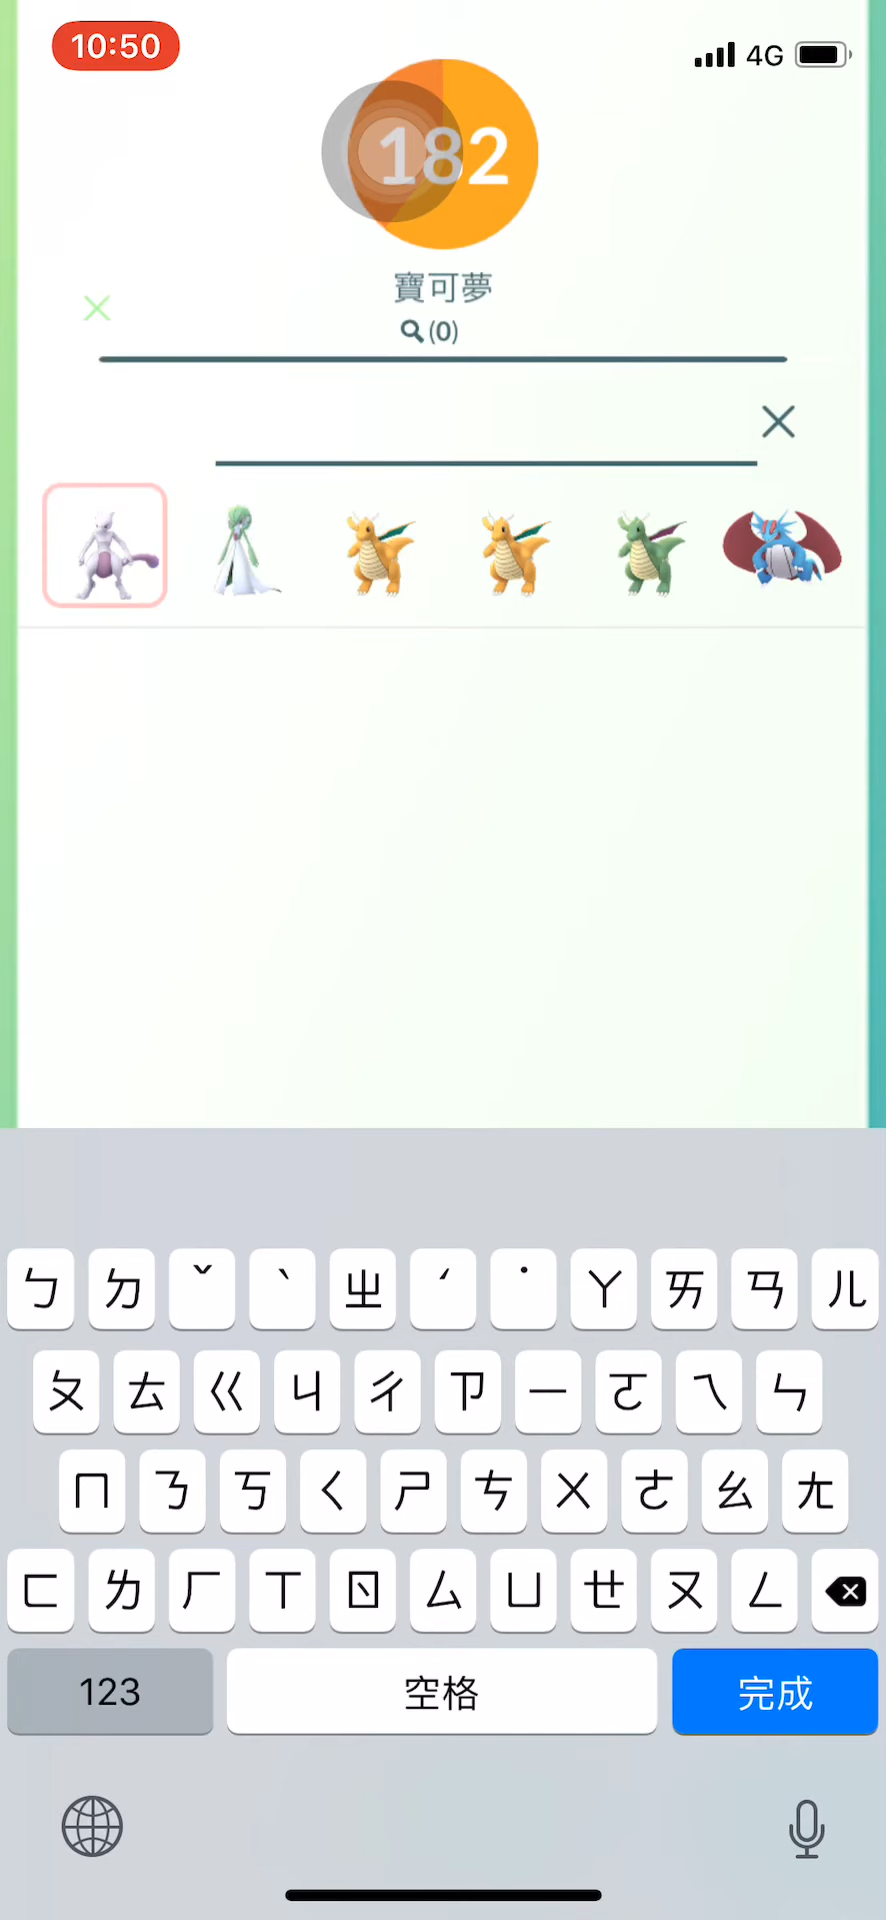 10:50
4G
182
寶可夢
(0)
ㄅ ㄉ ˇ ˋ ㄓ ˊ ˙ ㄚ ㄞ ㄢ ㄦ
ㄆ ㄊ ㄍ ㄐ ㄔ ㄗ ㄧ ㄛ ㄟ ㄣ
ㄇ ㄋ ㄎ ㄑ ㄕ ㄘ ㄨ ㄜ ㄠ ㄤ
ㄈ ㄌ ㄏ ㄒ ㄖ ㄙ ㄩ ㄝ ㄡ ㄥ
123 空格 完成